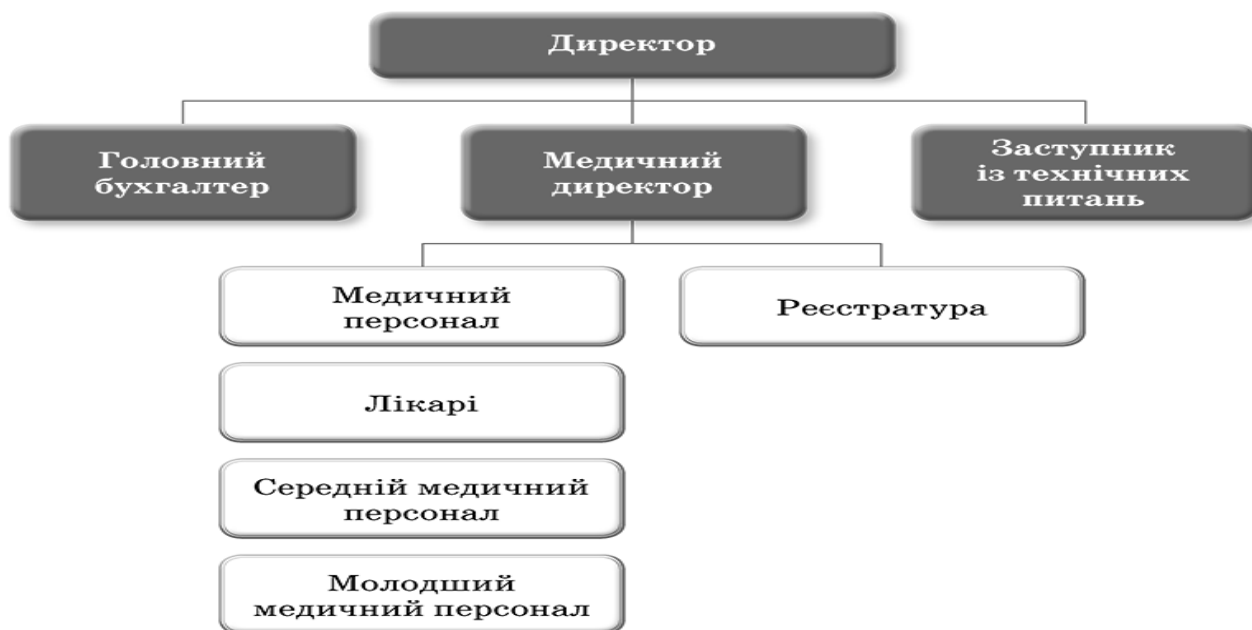 Директор
Головний
бухгалтер
Медичний
директор
Заступник
із технічних
питань
Медичний
персонал
Реєстратура
Лікарі
Середній медичний
персонал
Молодший
медичний персонал